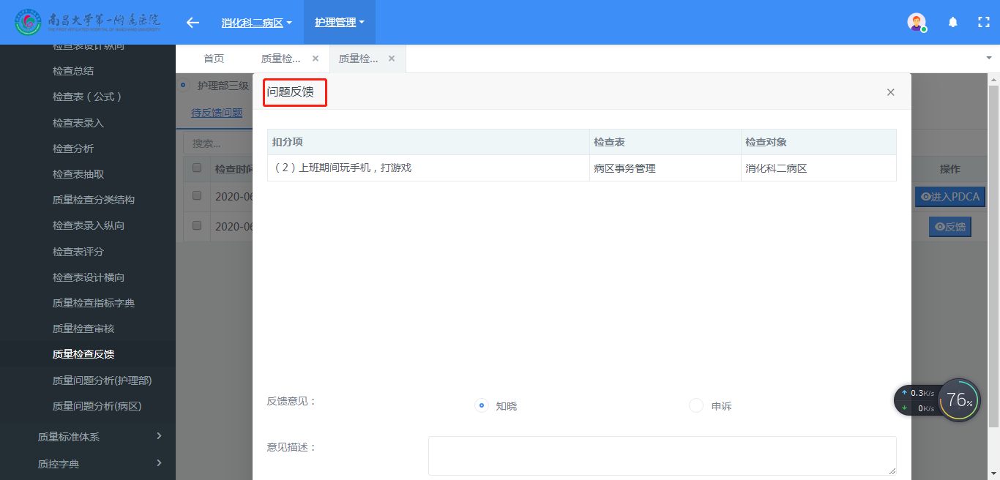 南昌大学第一附属医院
THE FIRST AFFILIATED HOSPITAL OF NANCHANG UNIVERSITY
消化科二病区
护理管理
检查表设计纵向
检查总结
检查表（公式）
检查表录入
检查分析
检查表抽取
质量检查分类结构
检查表录入纵向
检查表评分
检查表设计横向
质量检查指标字典
质量检查审核
质量检查反馈
质量问题分析(护理部)
质量问题分析(病区)
质量标准体系
质控字典
首页
质量检...
质量检...
护理部三级
待反馈问题
搜索...
检查时间
操作
2020-06
进入PDCA
2020-06
反馈
问题反馈
扣分项 检查表 检查对象
（2）上班期间玩手机，打游戏 病区事务管理 消化科二病区
反馈意见：
知晓
申诉
意见描述：
0.3K/s
0K/s
76%